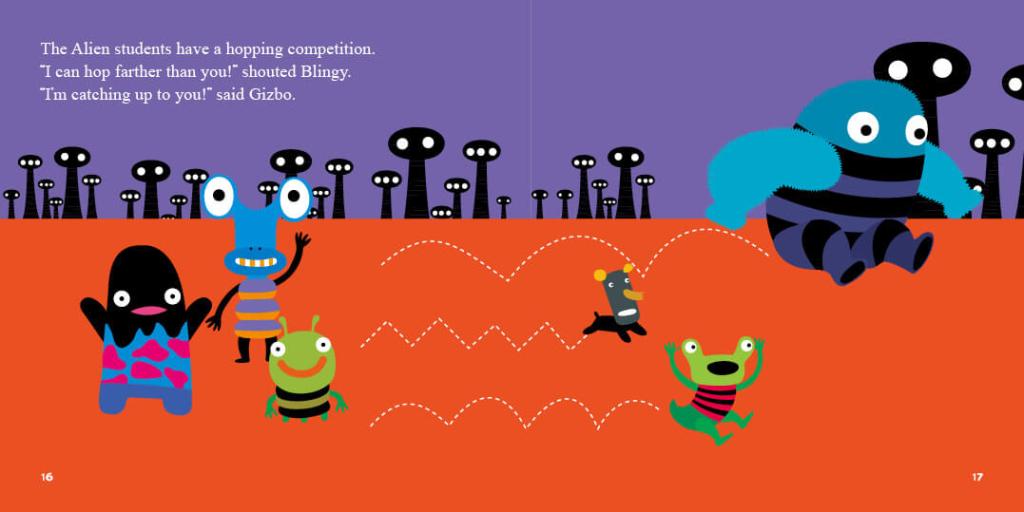 The Alien students have a hopping competition.
“I can hop farther than you!” shouted Blingy.
“I’m catching up to you!” said Gizbo.
16
17